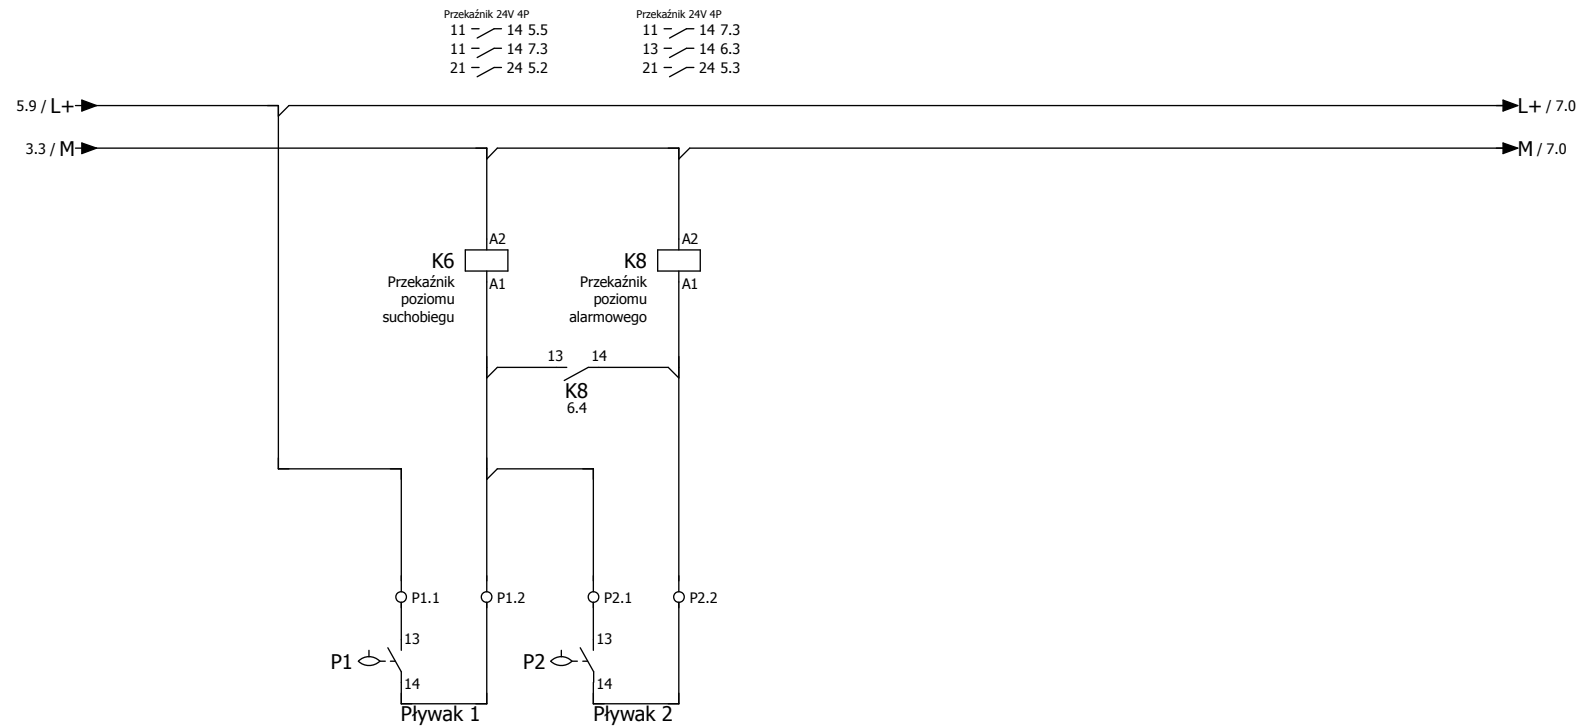 Przekaźnik 24V 4P
11 14 5.5
11 14 7.3
21 24 5.2
Przekaźnik 24V 4P
11 14 7.3
13 14 6.3
21 24 5.3
5.9 / L+
L+ / 7.0
3.3 / M
M / 7.0
A2
K6
Przekaźnik
poziomu
suchobiegu
A1
A2
K8
Przekaźnik
poziomu
alarmowego
A1
13 14
K8
6.4
P1.1
P1.2
P2.1
P2.2
13
P1
14
Pływak 1
13
P2
14
Pływak 2